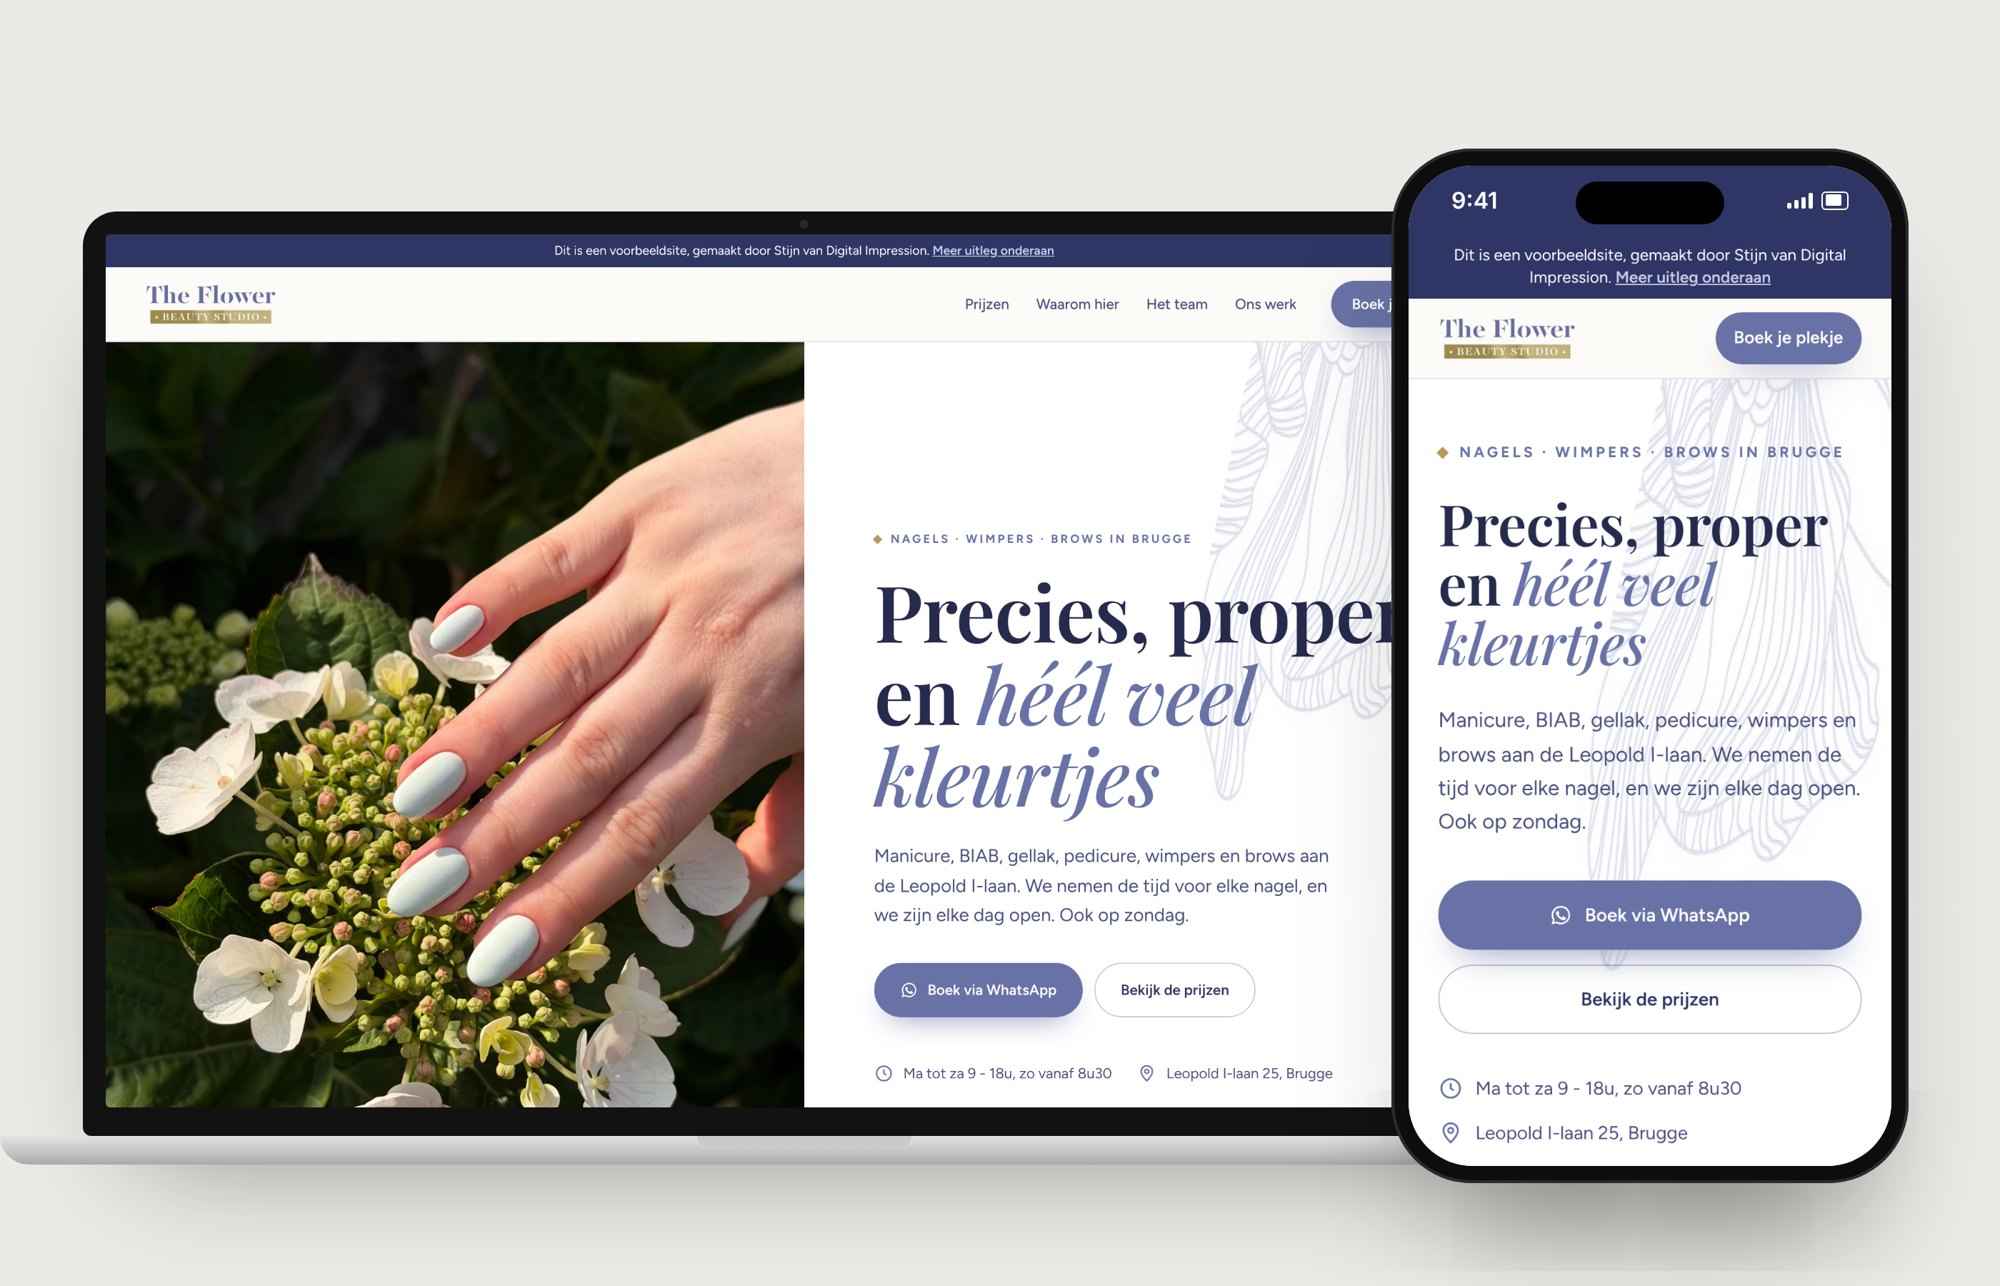 Dit is een voorbeeldsite, gemaakt door Stijn van Digital Impression. Meer uitleg onderaan
The Flower
• BEAUTY STUDIO •
Prijzen Waarom hier Het team Ons werk Boek j
NAGELS · WIMPERS · BROWS IN BRUGGE
Precies, proper
en héél veel
kleurtjes
Manicure, BIAB, gellak, pedicure, wimpers en brows aan
de Leopold I-laan. We nemen de tijd voor elke nagel, en
we zijn elke dag open. Ook op zondag.
Boek via WhatsApp Bekijk de prijzen
Ma tot za 9 - 18u, zo vanaf 8u30 Leopold I-laan 25, Brugge
9:41
Dit is een voorbeeldsite, gemaakt door Stijn van Digital
Impression. Meer uitleg onderaan
The Flower
• BEAUTY STUDIO •
Boek je plekje
NAGELS · WIMPERS · BROWS IN BRUGGE
Precies, proper
en héél veel
kleurtjes
Manicure, BIAB, gellak, pedicure, wimpers en
brows aan de Leopold I-laan. We nemen de
tijd voor elke nagel, en we zijn elke dag open.
Ook op zondag.
Boek via WhatsApp
Bekijk de prijzen
Ma tot za 9 - 18u, zo vanaf 8u30
Leopold I-laan 25, Brugge